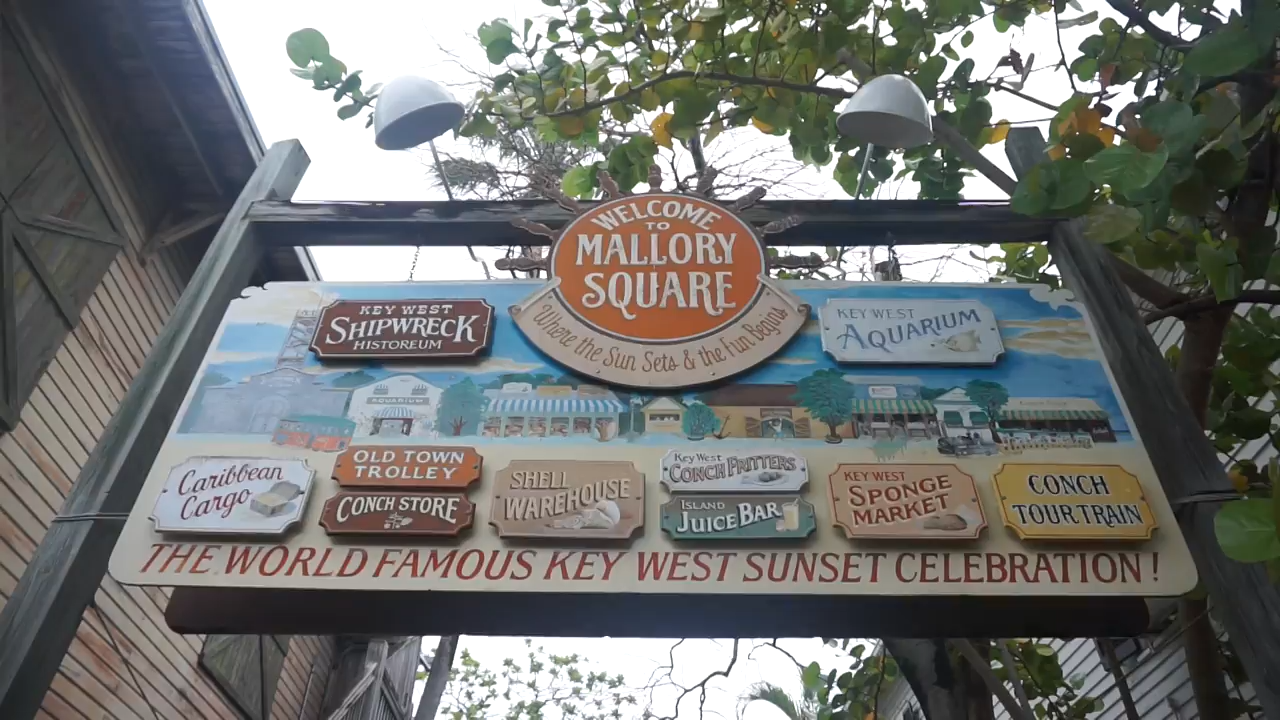 WELCOME
TO
MALLORY
SQUARE
Where the Sun Sets & the Fun Begins
KEY WEST
SHIPWRECK
HISTOREUM
KEY WEST
AQUARIUM
AQUARIUM
Caribbean
Cargo
OLD TOWN
TROLLEY
CONCH STORE
SHELL
WAREHOUSE
Key West
CONCH FRITTERS
ISLAND
JUICE BAR
KEY WEST
SPONGE
MARKET
CONCH
TOUR TRAIN
THE WORLD FAMOUS KEY WEST SUNSET CELEBRATION!